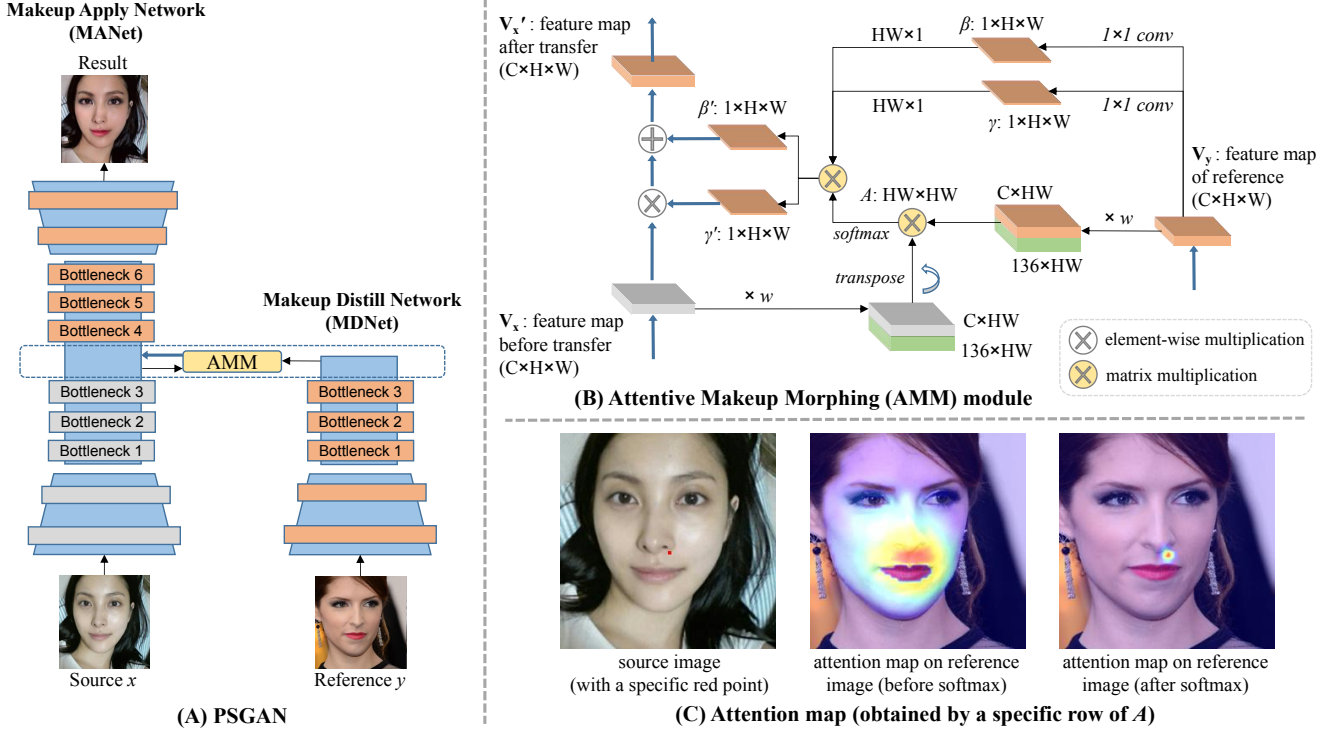 Makeup Apply Network
(MANet)
Result
Bottleneck 6
Bottleneck 5
Bottleneck 4
Makeup Distill Network
(MDNet)
AMM
Bottleneck 3
Bottleneck 2
Bottleneck 1
Bottleneck 3
Bottleneck 2
Bottleneck 1
Source x
Reference y
(A) PSGAN
Vₓ′ : feature map
after transfer
(C×H×W)
β′: 1×H×W
γ′: 1×H×W
HW×1
β: 1×H×W
1×1 conv
HW×1
1×1 conv
γ: 1×H×W
V_y : feature map
of reference
(C×H×W)
A: HW×HW
softmax
C×HW
136×HW
× w
transpose
× w
Vₓ : feature map
before transfer
(C×H×W)
C×HW
136×HW
element-wise multiplication
matrix multiplication
(B) Attentive Makeup Morphing (AMM) module
source image
(with a specific red point)
attention map on reference
image (before softmax)
attention map on reference
image (after softmax)
(C) Attention map (obtained by a specific row of A)